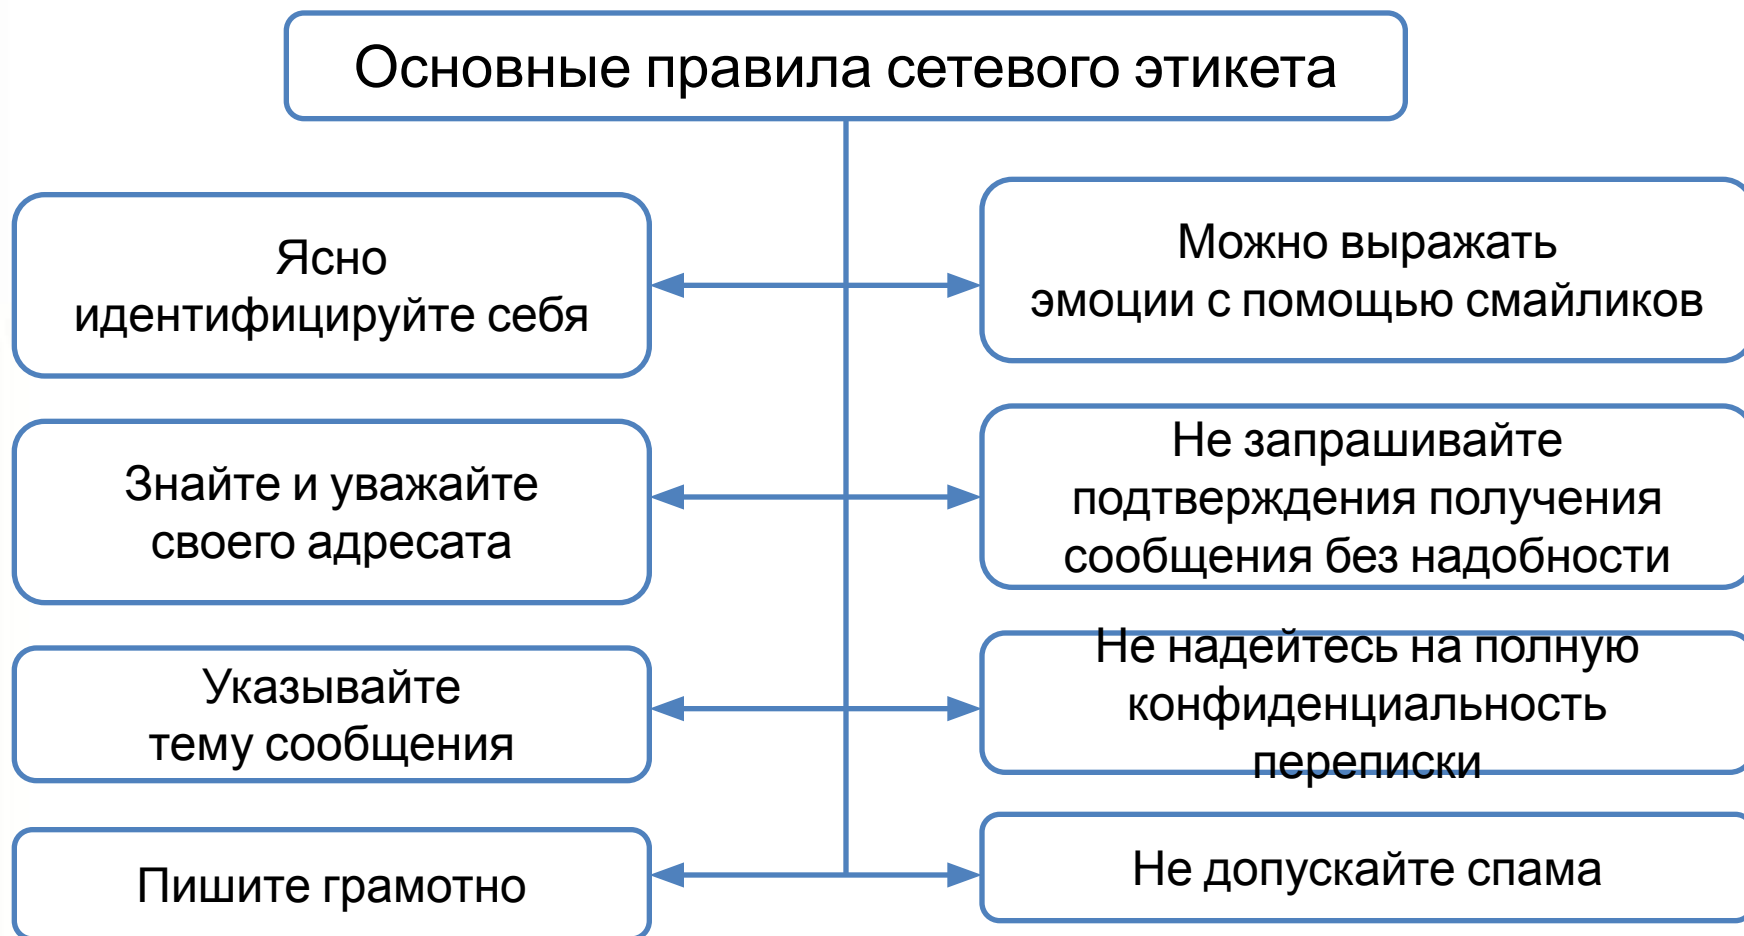 Основные правила сетевого этикета
Ясно
идентифицируйте себя
Знайте и уважайте
своего адресата
Указывайте
тему сообщения
Пишите грамотно
Можно выражать
эмоции с помощью смайликов
Не запрашивайте
подтверждения получения
сообщения без надобности
Не надейтесь на полную
конфиденциальность
переписки
Не допускайте спама